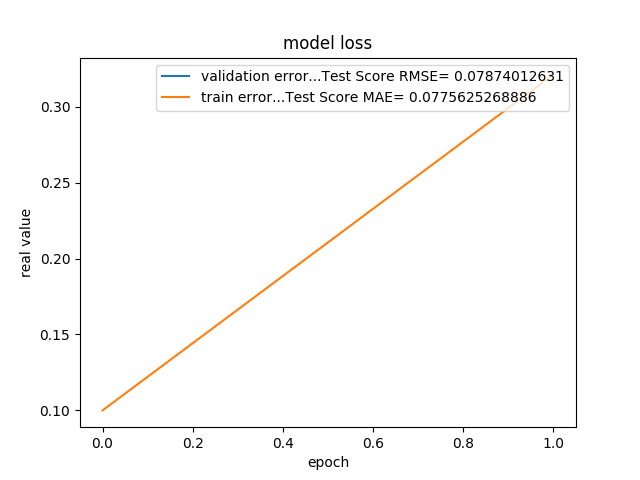 model loss
validation error...Test Score RMSE= 0.07874012631
train error...Test Score MAE= 0.0775625268886
0.30
0.25
0.20
0.15
0.10
real value
0.0 0.2 0.4 0.6 0.8 1.0
epoch